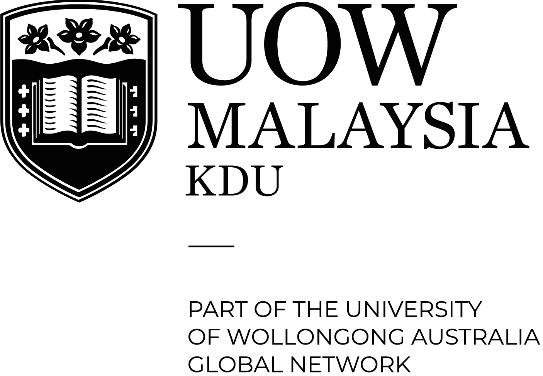 UOW
MALAYSIA
KDU
PART OF THE UNIVERSITY
OF WOLLONGONG AUSTRALIA
GLOBAL NETWORK